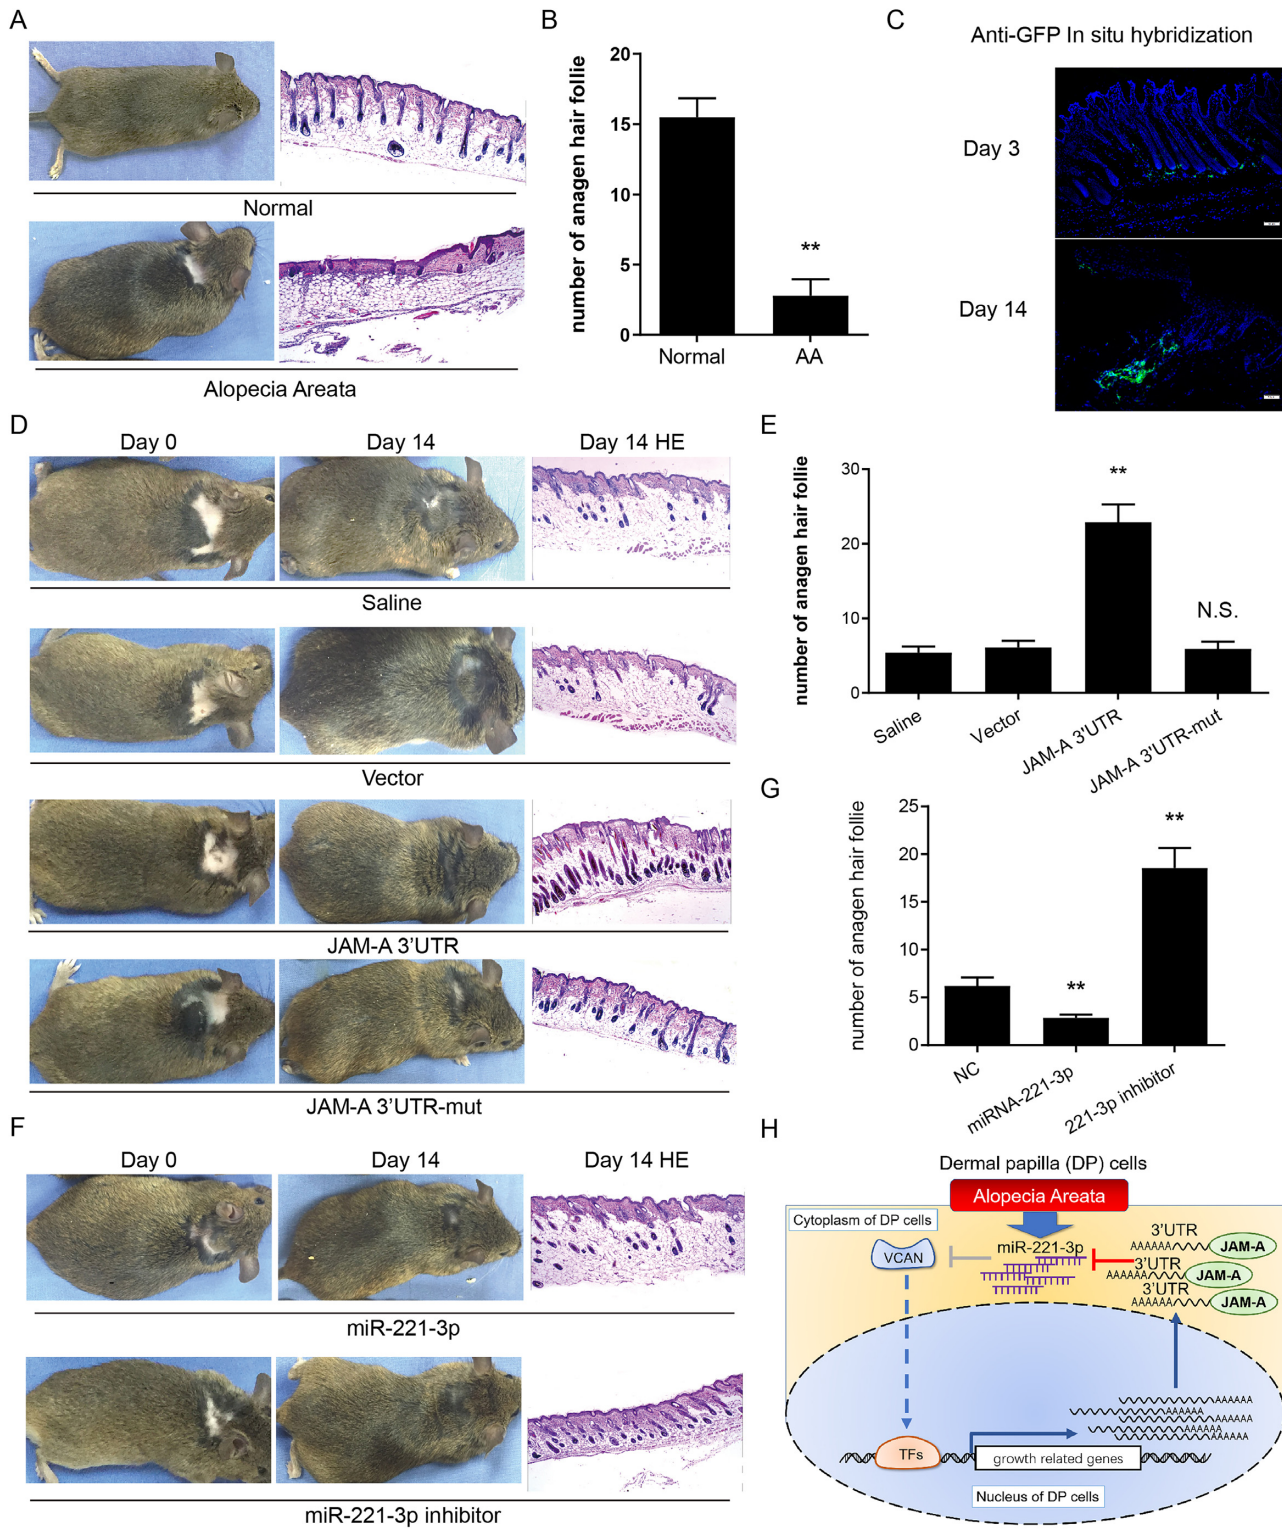 A
Normal
Alopecia Areata
B
number of anagen hair follie
20
15
10
5
0
**
Normal
AA
C
Anti-GFP In situ hybridization
Day 3
Day 14
D
Day 0
Day 14
Day 14 HE
Saline
Vector
JAM-A 3'UTR
JAM-A 3'UTR-mut
E
number of anagen hair follie
30
20
10
0
**
N.S.
Saline
Vector
JAM-A 3'UTR
JAM-A 3'UTR-mut
F
Day 0
Day 14
Day 14 HE
miR-221-3p
miR-221-3p inhibitor
G
number of anagen hair follie
25
20
15
10
5
0
**
**
NC
miRNA-221-3p
221-3p inhibitor
H
Dermal papilla (DP) cells
Alopecia Areata
Cytoplasm of DP cells
VCAN
miR-221-3p
3'UTR
AAAAAA
JAM-A
3'UTR
AAAAAA
JAM-A
3'UTR
AAAAAA
JAM-A
AAAAAA
AAAAAA
AAAAAA
AAAAAA
AAAAAA
TFs
growth related genes
Nucleus of DP cells